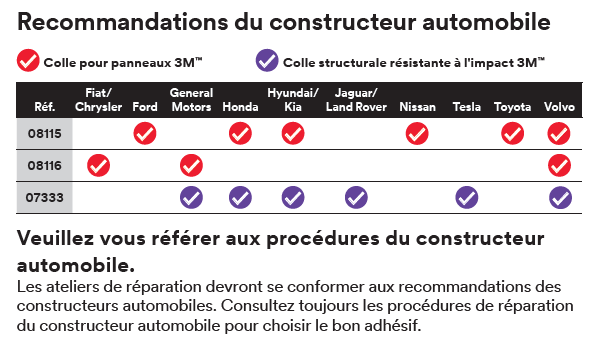 Recommandations du constructeur automobile
Colle pour panneaux 3M™ Colle structurale résistante à l'impact 3M™
Réf. Fiat/Chrysler Ford General Motors Honda Hyundai/Kia Jaguar/Land Rover Nissan Tesla Toyota Volvo
08115
08116
07333
Veuillez vous référer aux procédures du constructeur
automobile.
Les ateliers de réparation devront se conformer aux recommandations des
constructeurs automobiles. Consultez toujours les procédures de réparation
du constructeur automobile pour choisir le bon adhésif.